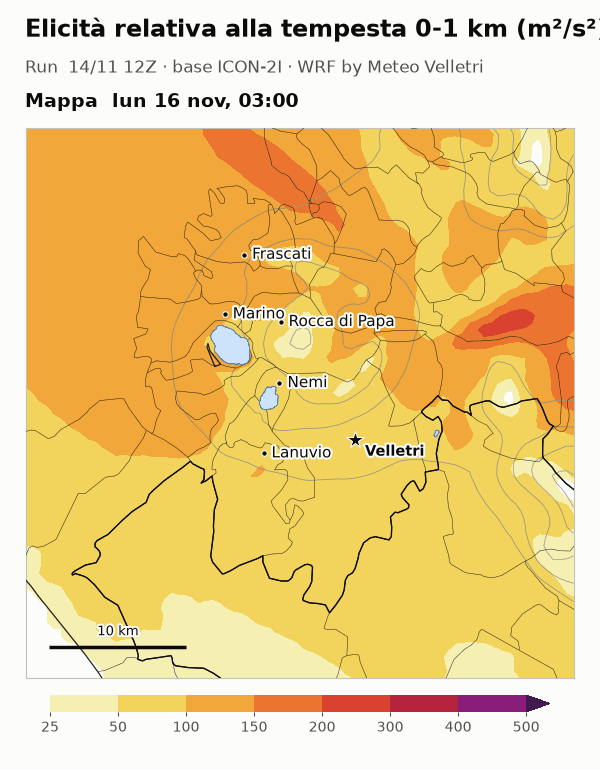 Elicità relativa alla tempesta 0-1 km (m²/s²)
Run 14/11 12Z · base ICON-2I · WRF by Meteo Velletri
Mappa lun 16 nov, 03:00
Frascati
Marino
Rocca di Papa
Nemi
Velletri
Lanuvio
10 km
25 50 100 150 200 300 400 500